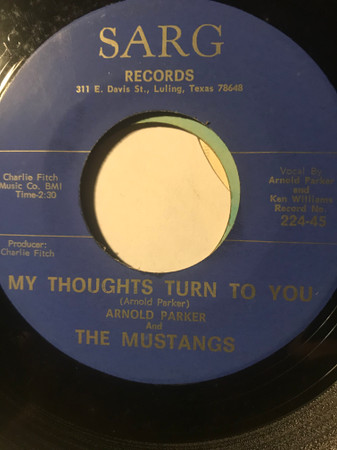 SARG
RECORDS
311 E. Davis St., Luling, Texas 78648
Charlie Fitch
Music Co. BMI
Time-2:30
Vocal By
Arnold Parker
and
Ken Williams
Record No.
224-45
Producer:
Charlie Fitch
MY THOUGHTS TURN TO YOU
(Arnold Parker)
ARNOLD PARKER
And
THE MUSTANGS